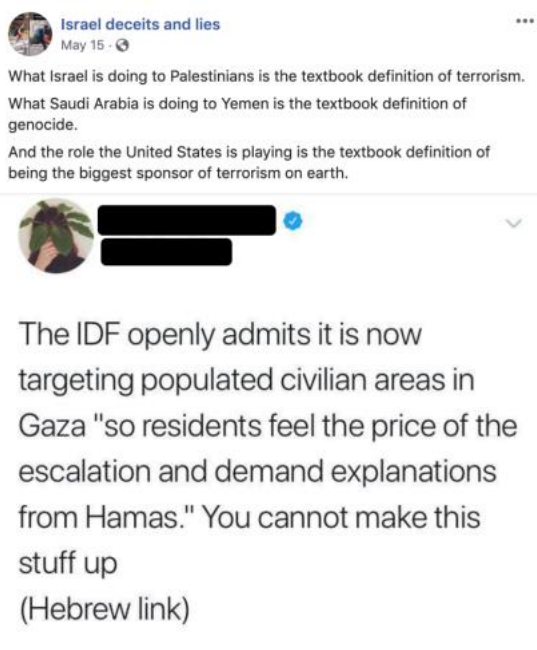 Israel deceits and lies
May 15 ·
What Israel is doing to Palestinians is the textbook definition of terrorism.
What Saudi Arabia is doing to Yemen is the textbook definition of
genocide.
And the role the United States is playing is the textbook definition of
being the biggest sponsor of terrorism on earth.
The IDF openly admits it is now
targeting populated civilian areas in
Gaza "so residents feel the price of the
escalation and demand explanations
from Hamas." You cannot make this
stuff up
(Hebrew link)